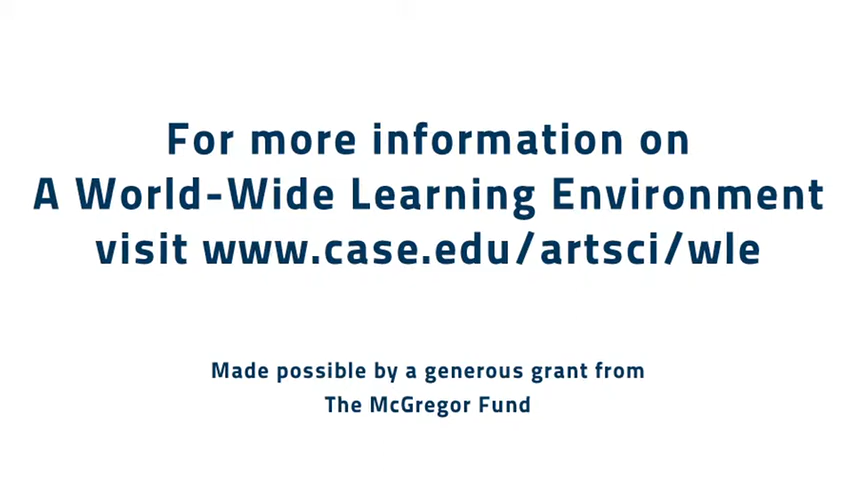 For more information on
A World-Wide Learning Environment
visit www.case.edu/artsci/wle
Made possible by a generous grant from
The McGregor Fund